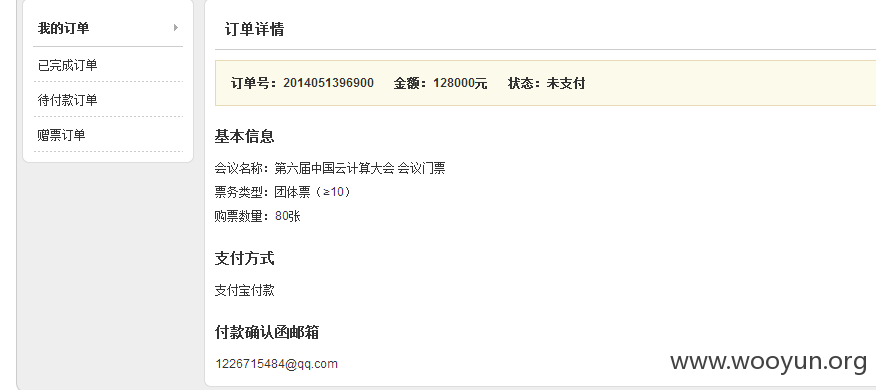 我的订单
已完成订单
待付款订单
赠票订单
订单详情
订单号：2014051396900 金额：128000元 状态：未支付
基本信息
会议名称：第六届中国云计算大会 会议门票
票务类型：团体票（≥10）
购票数量：80张
支付方式
支付宝付款
付款确认函邮箱
1226715484@qq.com
www.wooyun.org